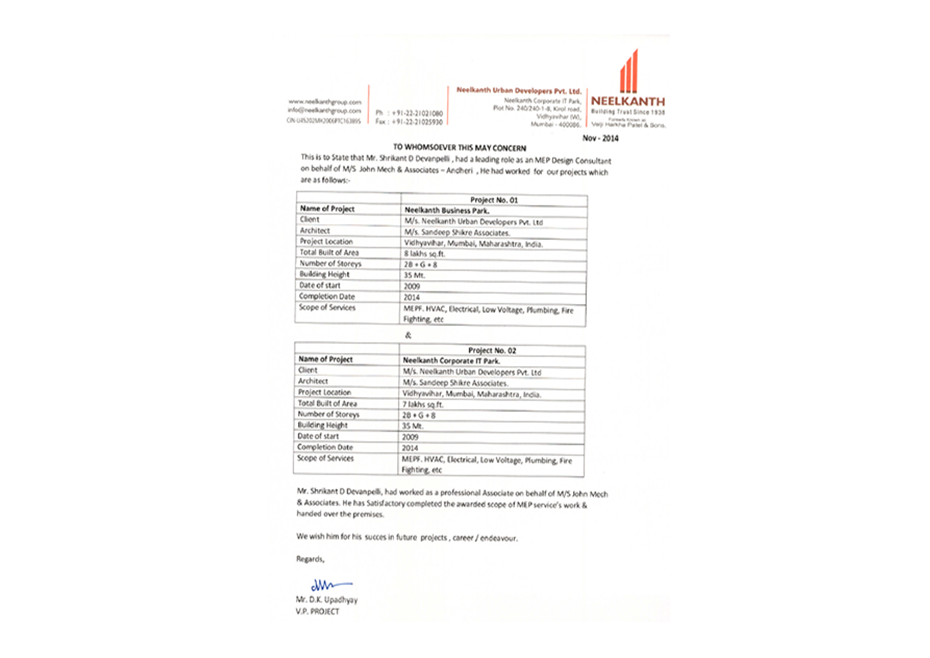 www.neelkanthgroup.com
info@neelkanthgroup.com
CIN-U45202MH2006PTC163895
Ph : +91-22-21021080
Fax : +91-22-21025930
Neelkanth Urban Developers Pvt. Ltd.
Neelkanth Corporate IT Park,
Plot No. 240/240-1-8, Kirol road,
Vidhyavihar (W),
Mumbai - 400086.
NEELKANTH
Building Trust Since 1938
Formerly Known as
Velji Harkha Patel & Sons.
Nov - 2014
TO WHOMSOEVER THIS MAY CONCERN
This is to State that Mr. Shrikant D Devanpelli , had a leading role as an MEP Design Consultant
on behalf of M/S John Mech & Associates – Andheri , He had worked for our projects which
are as follows:-
Project No. 01
Name of Project Neelkanth Business Park.
Client M/s. Neelkanth Urban Developers Pvt. Ltd
Architect M/s. Sandeep Shikre Associates.
Project Location Vidhyavihar, Mumbai, Maharashtra, India.
Total Built of Area 8 lakhs sq.ft.
Number of Storeys 2B + G + 8
Building Height 35 Mt.
Date of start 2009
Completion Date 2014
Scope of Services MEPF. HVAC, Electrical, Low Voltage, Plumbing, Fire
Fighting, etc
&
Project No. 02
Name of Project Neelkanth Corporate IT Park.
Client M/s. Neelkanth Urban Developers Pvt. Ltd
Architect M/s. Sandeep Shikre Associates.
Project Location Vidhyavihar, Mumbai, Maharashtra, India.
Total Built of Area 7 lakhs sq.ft.
Number of Storeys 2B + G + 8
Building Height 35 Mt.
Date of start 2009
Completion Date 2014
Scope of Services MEPF. HVAC, Electrical, Low Voltage, Plumbing, Fire
Fighting, etc
Mr. Shrikant D Devanpelli, had worked as a professional Associate on behalf of M/S John Mech
& Associates. He has Satisfactory completed the awarded scope of MEP service's work &
handed over the premises.
We wish him for his succes in future projects , career / endeavour.
Regards,
Mr. D.K. Upadhyay
V.P. PROJECT